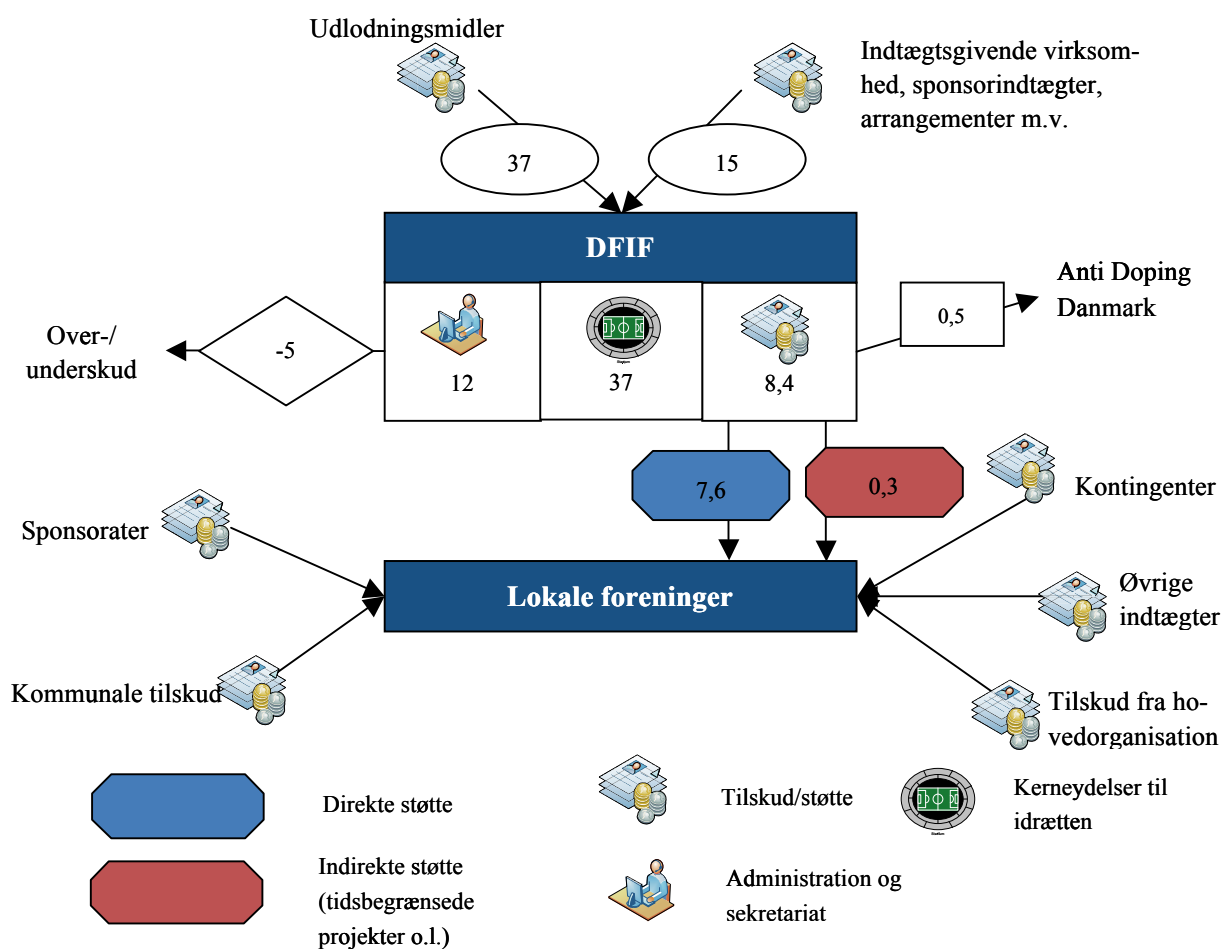 Udlodningsmidler
Indtægtsgivende virksom-
hed, sponsorindtægter,
arrangementer m.v.
37
15
DFIF
Anti Doping
Danmark
0,5
Over-/
underskud
-5
12
37
8,4
7,6
0,3
Kontingenter
Sponsorater
Lokale foreninger
Øvrige
indtægter
Kommunale tilskud
Tilskud fra ho-
vedorganisation
Direkte støtte
Tilskud/støtte
Kerneydelser til
idrætten
Indirekte støtte
(tidsbegrænsede
projekter o.l.)
Administration og
sekretariat